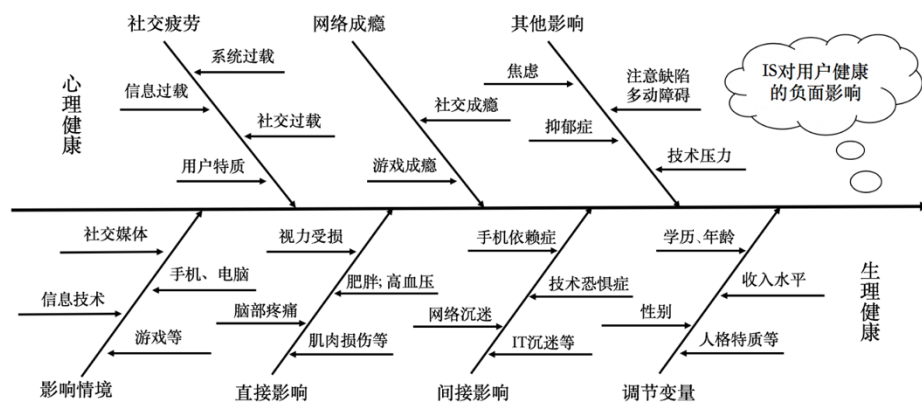 社交疲劳
网络成瘾
其他影响
心理健康
系统过载
信息过载
社交过载
用户特质
社交成瘾
游戏成瘾
焦虑
注意缺陷
多动障碍
抑郁症
技术压力
IS对用户健康
的负面影响
社交媒体
手机、电脑
信息技术
游戏等
影响情境
视力受损
肥胖; 高血压
脑部疼痛
肌肉损伤等
直接影响
手机依赖症
技术恐惧症
网络沉迷
IT沉迷等
间接影响
学历、年龄
收入水平
性别
人格特质等
调节变量
生理健康